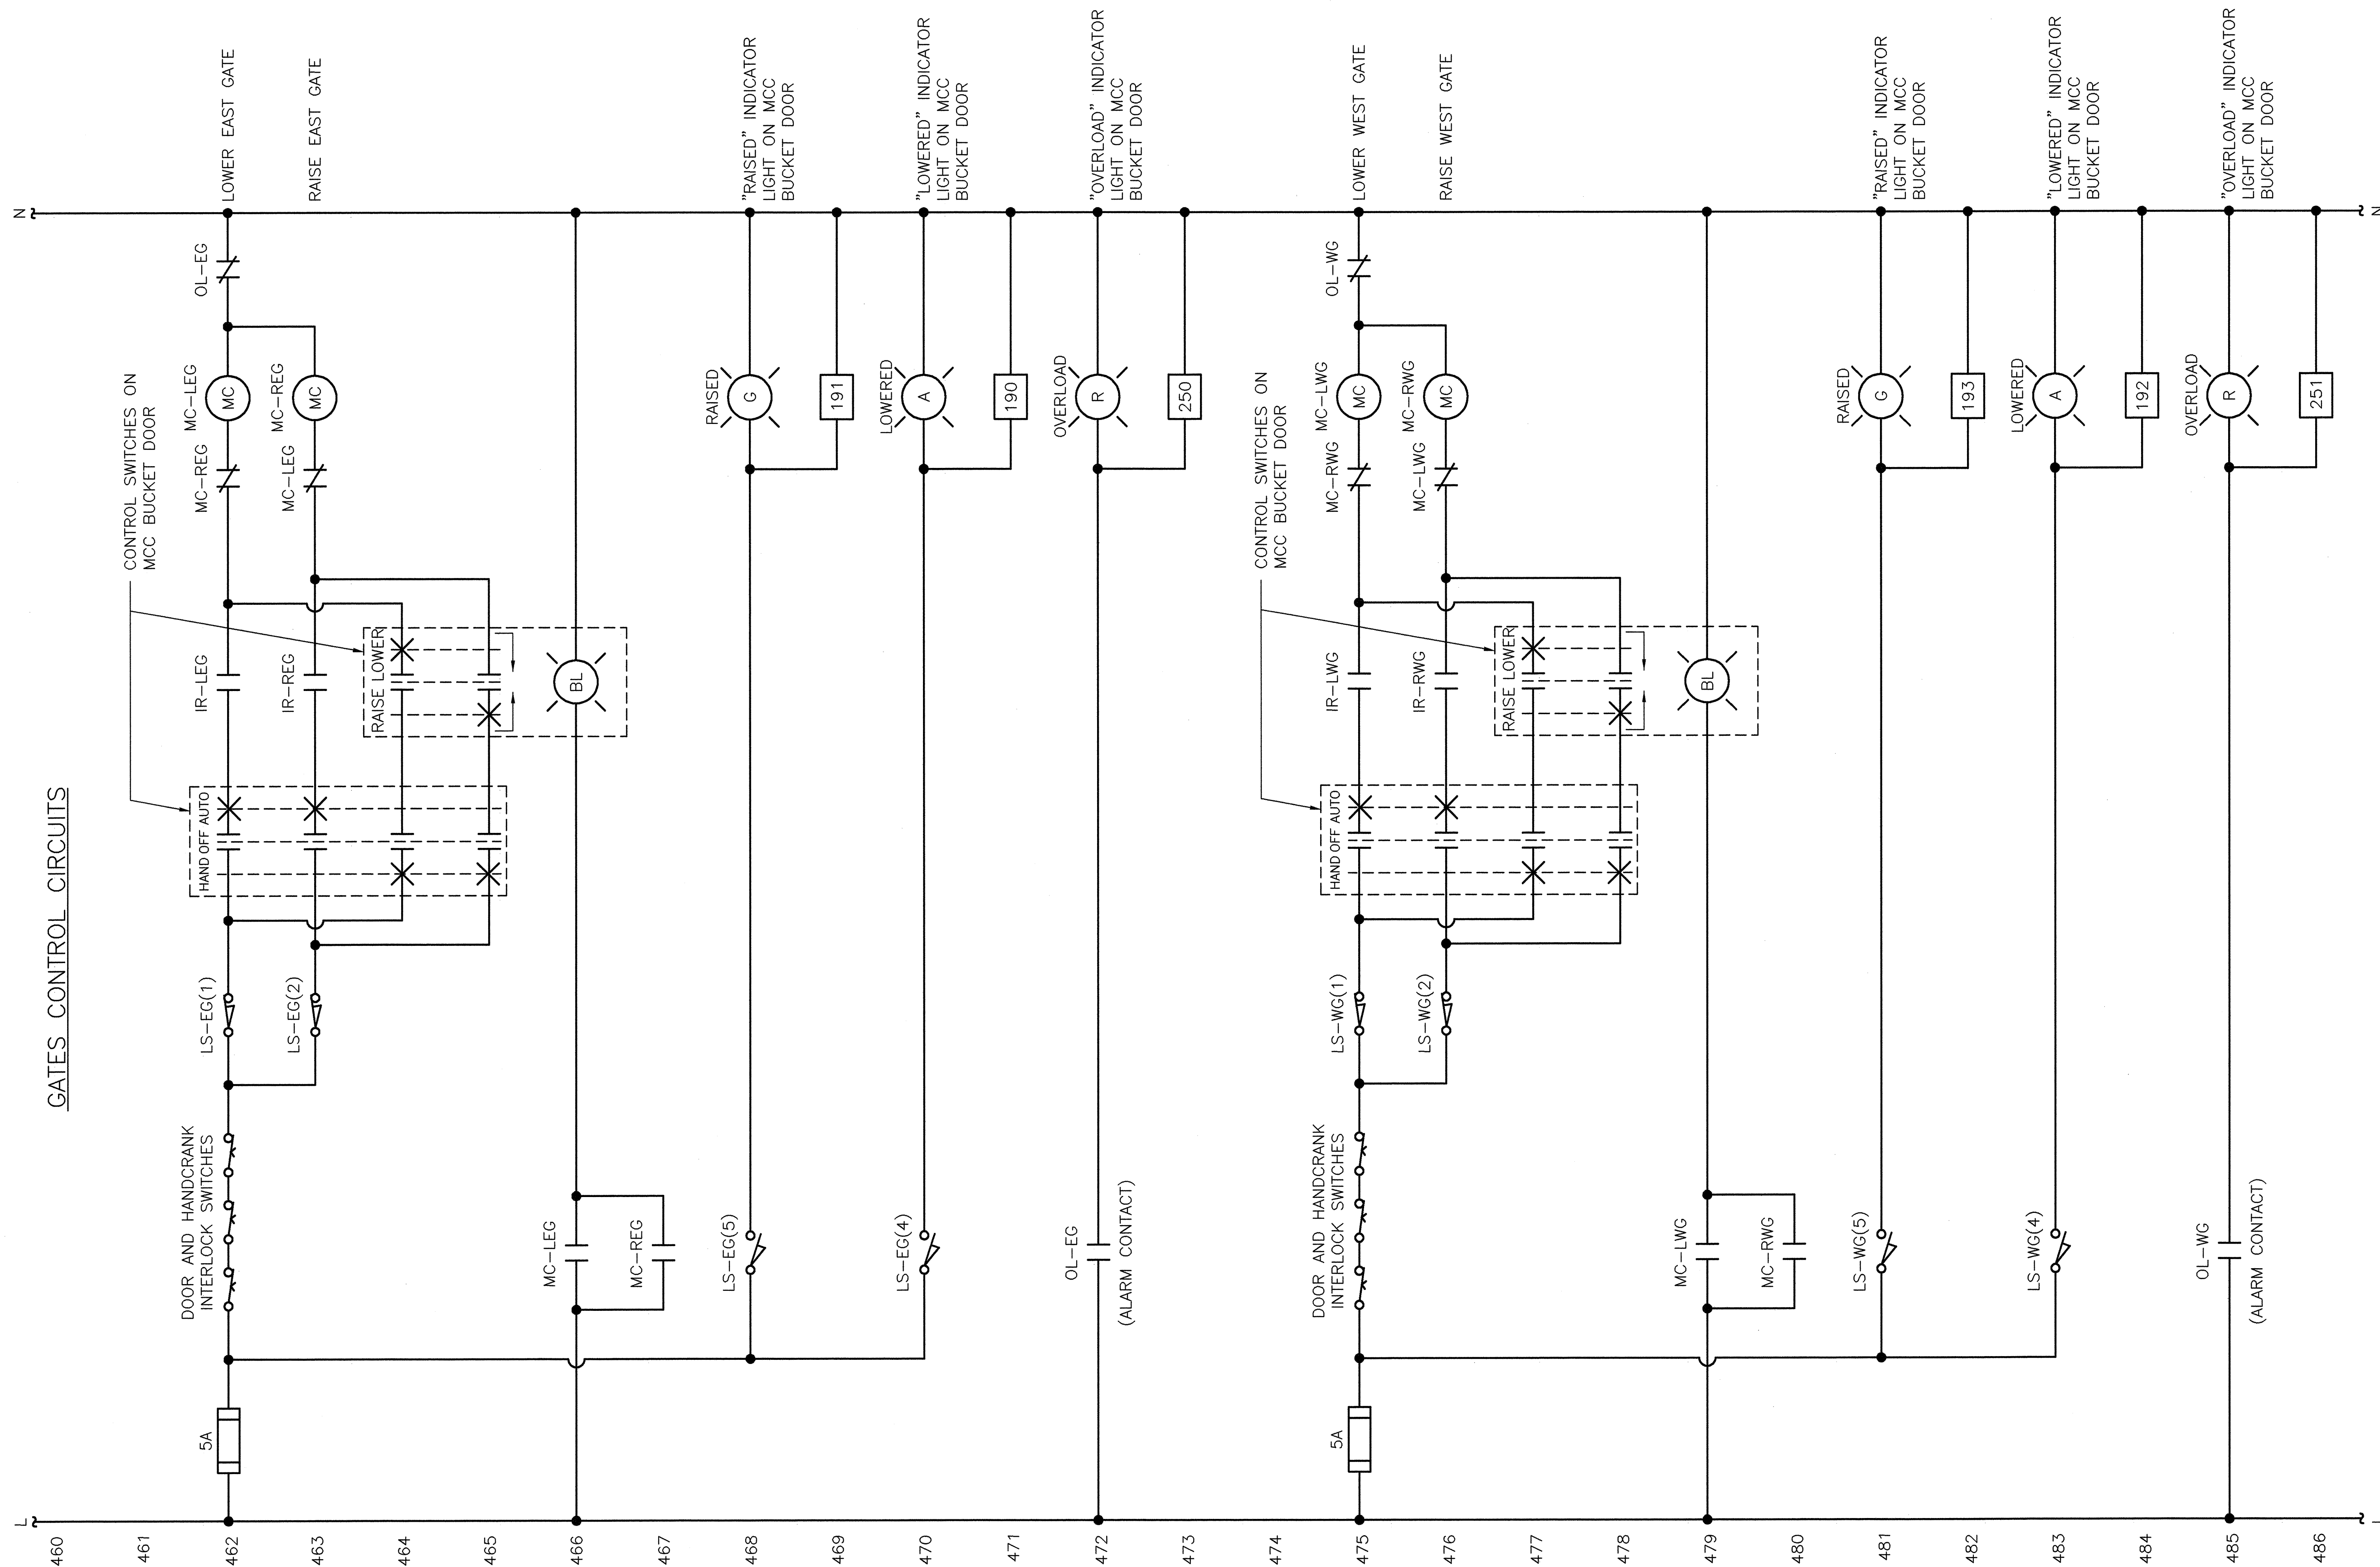 GATES CONTROL CIRCUITS
L
N
460
461
CONTROL SWITCHES ON
MCC BUCKET DOOR
462
5A
DOOR AND HANDCRANK
INTERLOCK SWITCHES
LS-EG(1)
HAND OFF AUTO
IR-LEG
MC-REG
MC-LEG
MC
OL-EG
LOWER EAST GATE
463
LS-EG(2)
IR-REG
MC-LEG
MC-REG
MC
RAISE EAST GATE
464
RAISE LOWER
465
466
MC-LEG
BL
467
MC-REG
468
LS-EG(5)
RAISED
G
"RAISED" INDICATOR
LIGHT ON MCC
BUCKET DOOR
469
191
470
LS-EG(4)
LOWERED
A
"LOWERED" INDICATOR
LIGHT ON MCC
BUCKET DOOR
471
190
472
OL-EG
(ALARM CONTACT)
OVERLOAD
R
"OVERLOAD" INDICATOR
LIGHT ON MCC
BUCKET DOOR
473
250
474
CONTROL SWITCHES ON
MCC BUCKET DOOR
475
5A
DOOR AND HANDCRANK
INTERLOCK SWITCHES
LS-WG(1)
HAND OFF AUTO
IR-LWG
MC-RWG
MC-LWG
MC
OL-WG
LOWER WEST GATE
476
LS-WG(2)
IR-RWG
MC-LWG
MC-RWG
MC
RAISE WEST GATE
477
RAISE LOWER
478
479
MC-LWG
BL
480
MC-RWG
481
LS-WG(5)
RAISED
G
"RAISED" INDICATOR
LIGHT ON MCC
BUCKET DOOR
482
193
483
LS-WG(4)
LOWERED
A
"LOWERED" INDICATOR
LIGHT ON MCC
BUCKET DOOR
484
192
485
OL-WG
(ALARM CONTACT)
OVERLOAD
R
"OVERLOAD" INDICATOR
LIGHT ON MCC
BUCKET DOOR
486
251
L
N